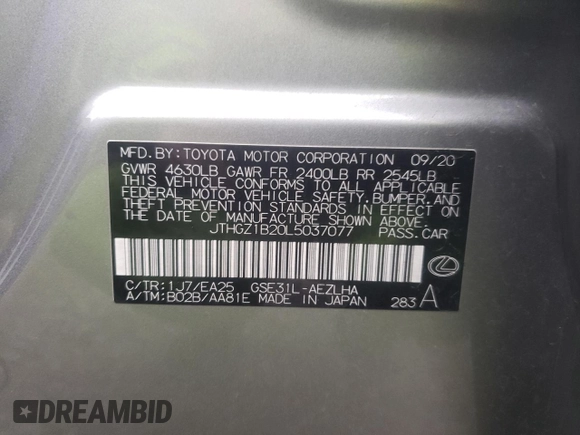 MFD.BY:TOYOTA MOTOR CORPORATION 09/20
GVWR 4630LB GAWR FR 2400LB RR 2545LB
THIS VEHICLE CONFORMS TO ALL APPLICABLE
FEDERAL MOTOR VEHICLE SAFETY,BUMPER,AND
THEFT PREVENTION STANDARDS IN EFFECT ON
THE DATE OF MANUFACTURE SHOWN ABOVE.
JTHGZ1B20L5037077 PASS.CAR
C/TR:1J7/EA25 GSE31L-AEZLHA
A/TM:B02B/AA81E MADE IN JAPAN 283 A
DREAMBID